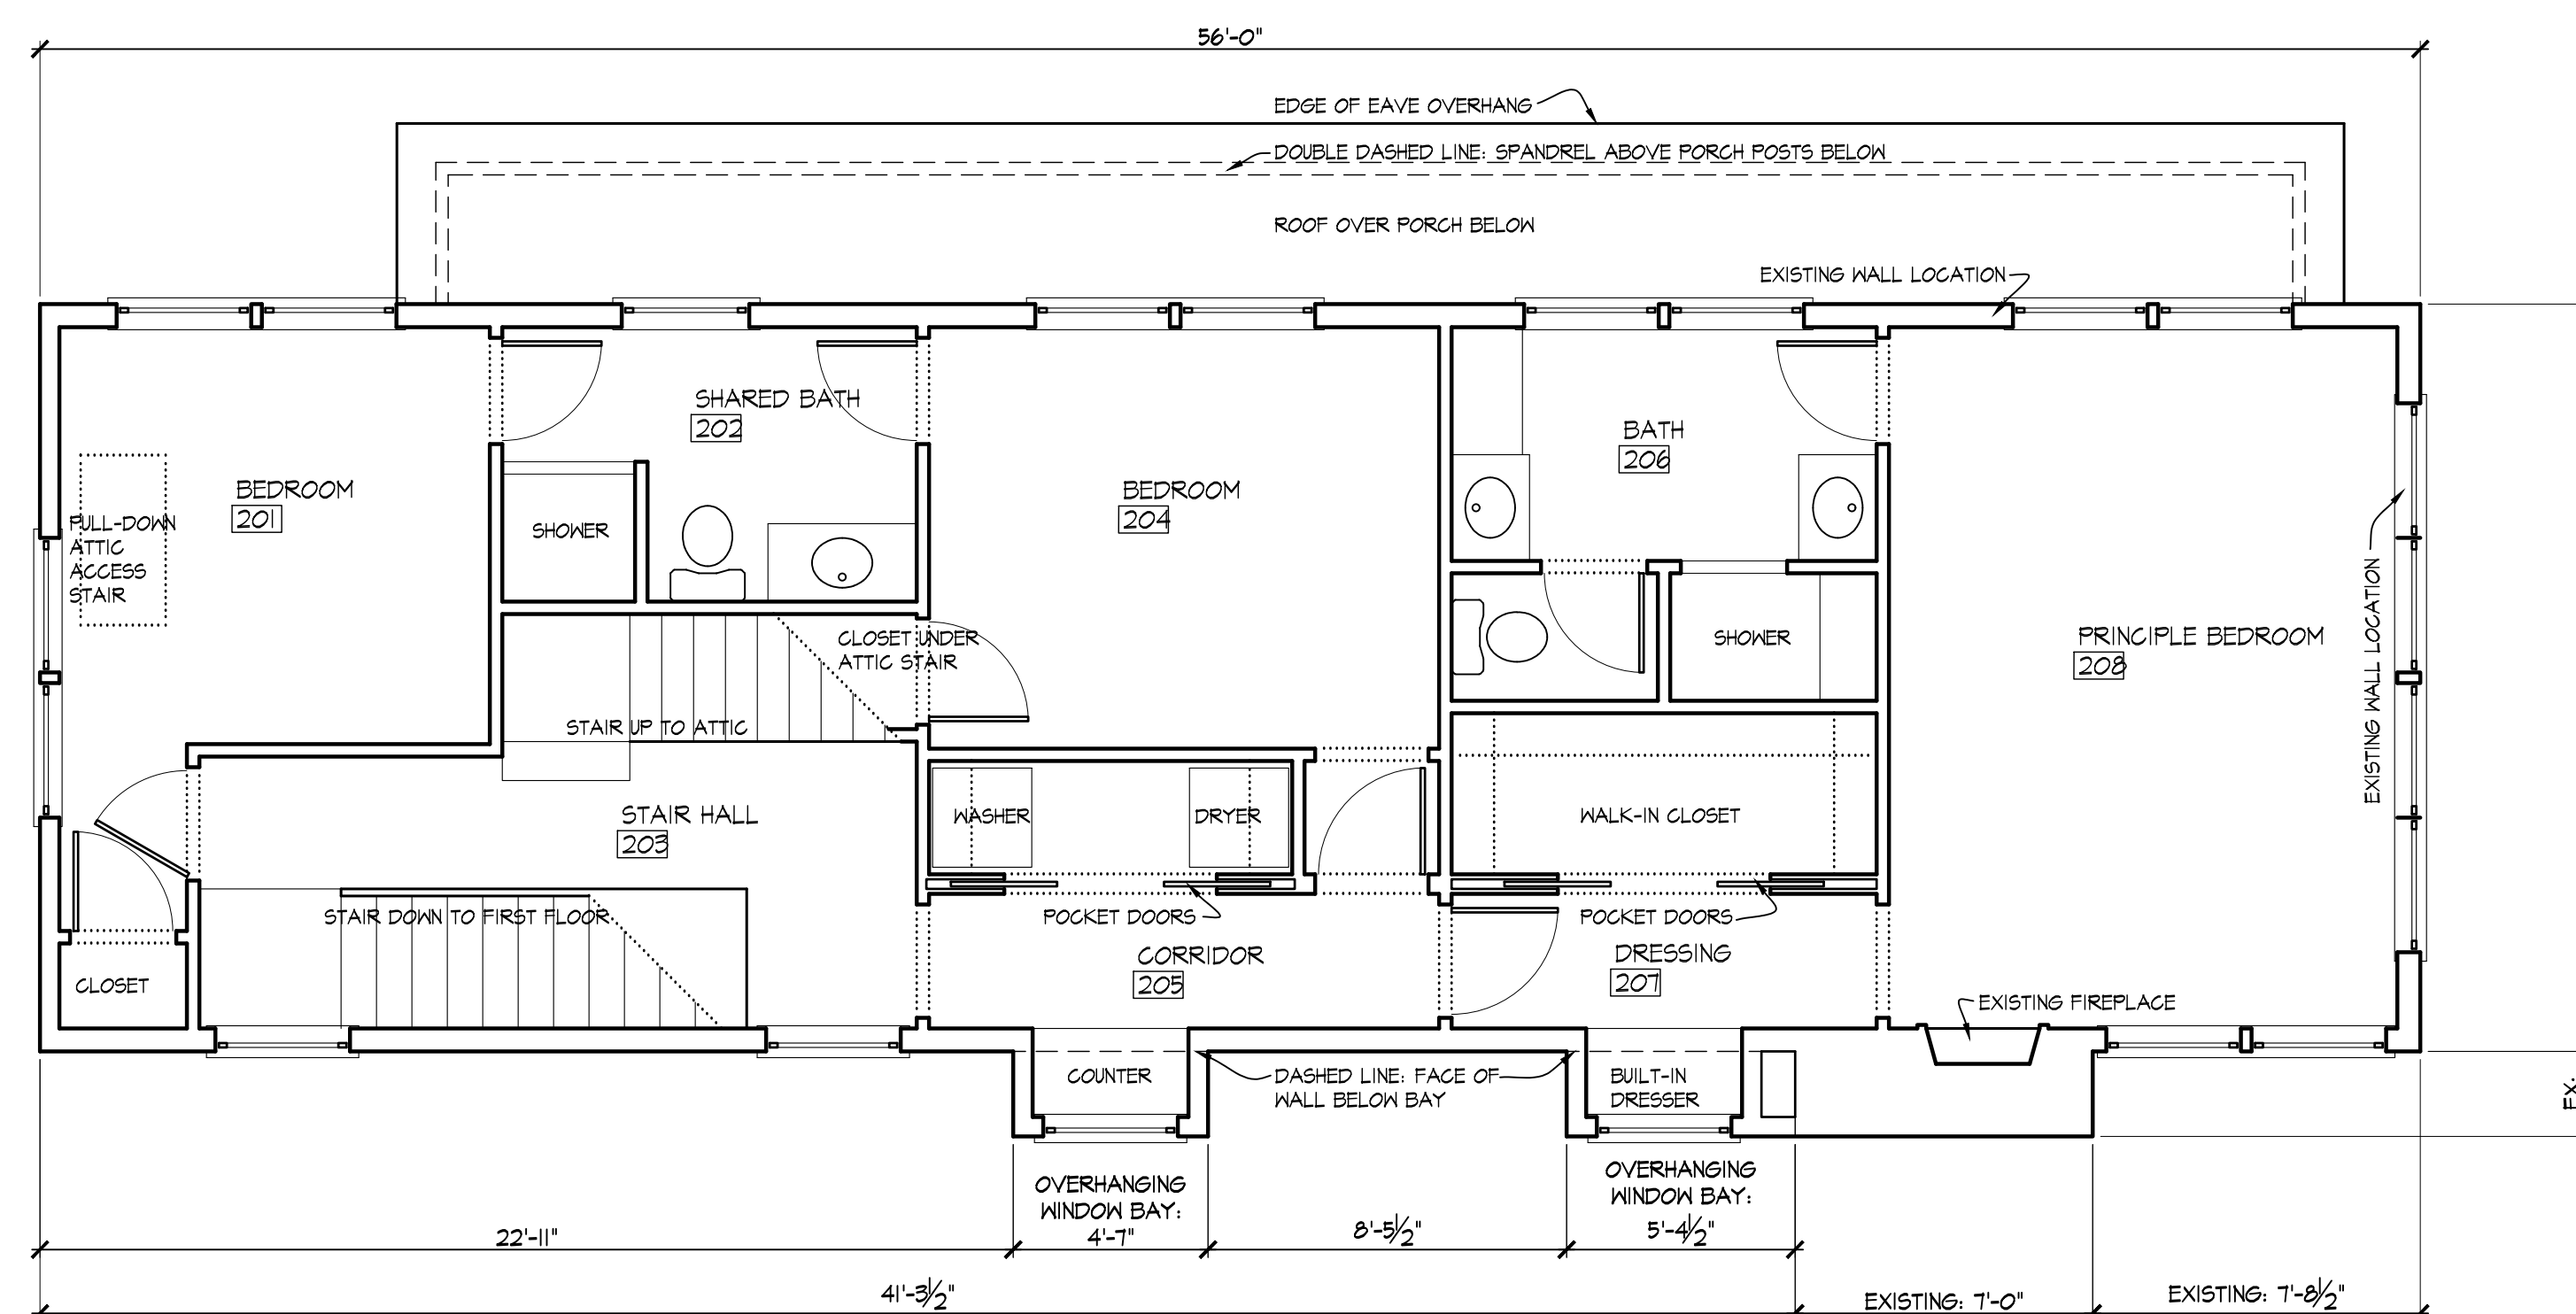 56'-0"
EDGE OF EAVE OVERHANG
DOUBLE DASHED LINE: SPANDREL ABOVE PORCH POSTS BELOW
ROOF OVER PORCH BELOW
EXISTING WALL LOCATION
SHARED BATH
202
BATH
206
BEDROOM
201
BEDROOM
204
PULL-DOWN
ATTIC
ACCESS
STAIR
SHOWER
CLOSET UNDER
ATTIC STAIR
SHOWER
PRINCIPLE BEDROOM
208
EXISTING WALL LOCATION
STAIR UP TO ATTIC
STAIR HALL
203
WASHER
DRYER
WALK-IN CLOSET
STAIR DOWN TO FIRST FLOOR
POCKET DOORS
POCKET DOORS
CORRIDOR
205
DRESSING
207
CLOSET
EXISTING FIREPLACE
COUNTER
DASHED LINE: FACE OF
WALL BELOW BAY
BUILT-IN
DRESSER
EX.
OVERHANGING
WINDOW BAY:
4'-7"
OVERHANGING
WINDOW BAY:
5'-4½"
22'-11"
8'-5½"
41'-3½"
EXISTING: 7'-0"
EXISTING: 7'-8½"